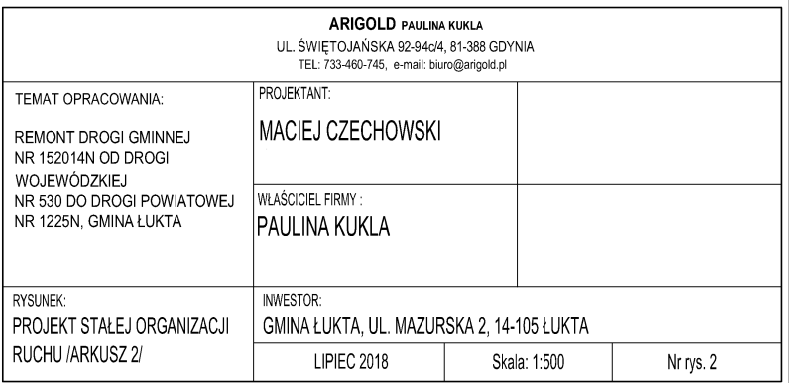 ARIGOLD PAULINA KUKLA
UL. ŚWIĘTOJAŃSKA 92-94c/4, 81-388 GDYNIA
TEL: 733-460-745, e-mail: biuro@arigold.pl
TEMAT OPRACOWANIA:
REMONT DROGI GMINNEJ
NR 152014N OD DROGI
WOJEWÓDZKIEJ
NR 530 DO DROGI POWIATOWEJ
NR 1225N, GMINA ŁUKTA
PROJEKTANT:
MACIEJ CZECHOWSKI
WŁAŚCICIEL FIRMY :
PAULINA KUKLA
RYSUNEK:
PROJEKT STAŁEJ ORGANIZACJI
RUCHU /ARKUSZ 2/
INWESTOR:
GMINA ŁUKTA, UL. MAZURSKA 2, 14-105 ŁUKTA
LIPIEC 2018
Skala: 1:500
Nr rys. 2